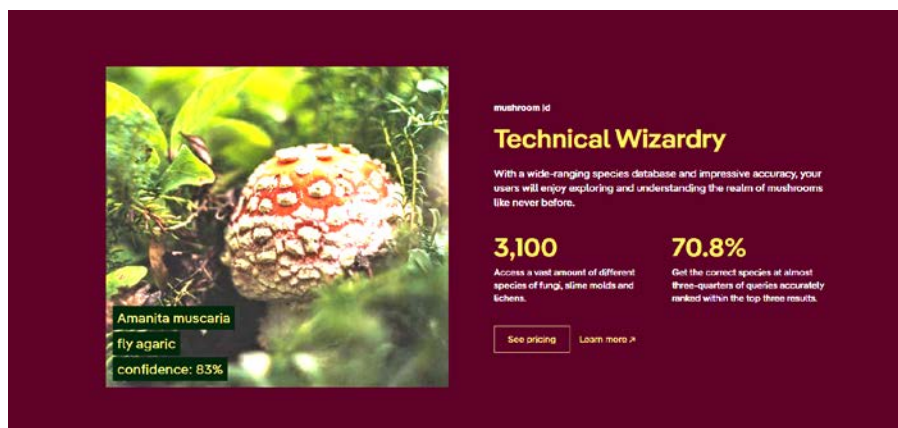 mushroom id
Technical Wizardry
With a wide-ranging species database and impressive accuracy, your
users will enjoy exploring and understanding the realm of mushrooms
like never before.
3,100
Access a vast amount of different
species of fungi, slime molds and
lichens.
70.8%
Get the correct species at almost
three-quarters of queries accurately
ranked within the top three results.
See pricing
Learn more ↗
Amanita muscaria
fly agaric
confidence: 83%